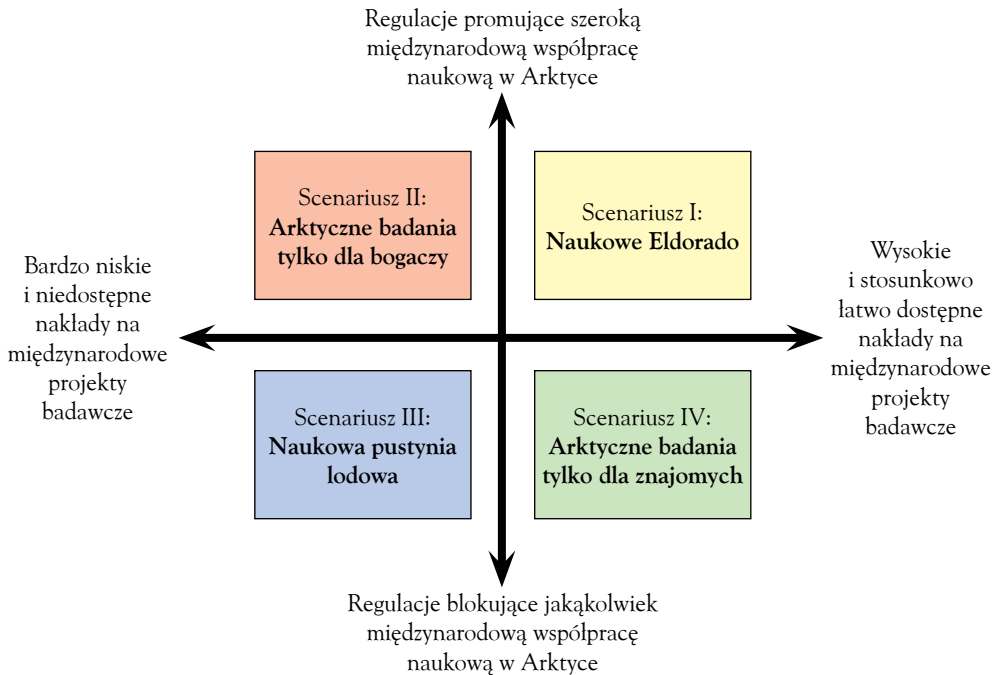 Regulacje promujące szeroką
międzynarodową współpracę
naukową w Arktyce
Scenariusz II:
Arktyczne badania
tylko dla bogaczy
Scenariusz I:
Naukowe Eldorado
Bardzo niskie
i niedostępne
nakłady na
międzynarodowe
projekty
badawcze
Wysokie
i stosunkowo
łatwo dostępne
nakłady na
międzynarodowe
projekty
badawcze
Scenariusz III:
Naukowa pustynia
lodowa
Scenariusz IV:
Arktyczne badania
tylko dla znajomych
Regulacje blokujące jakąkolwiek
międzynarodową współpracę
naukową w Arktyce